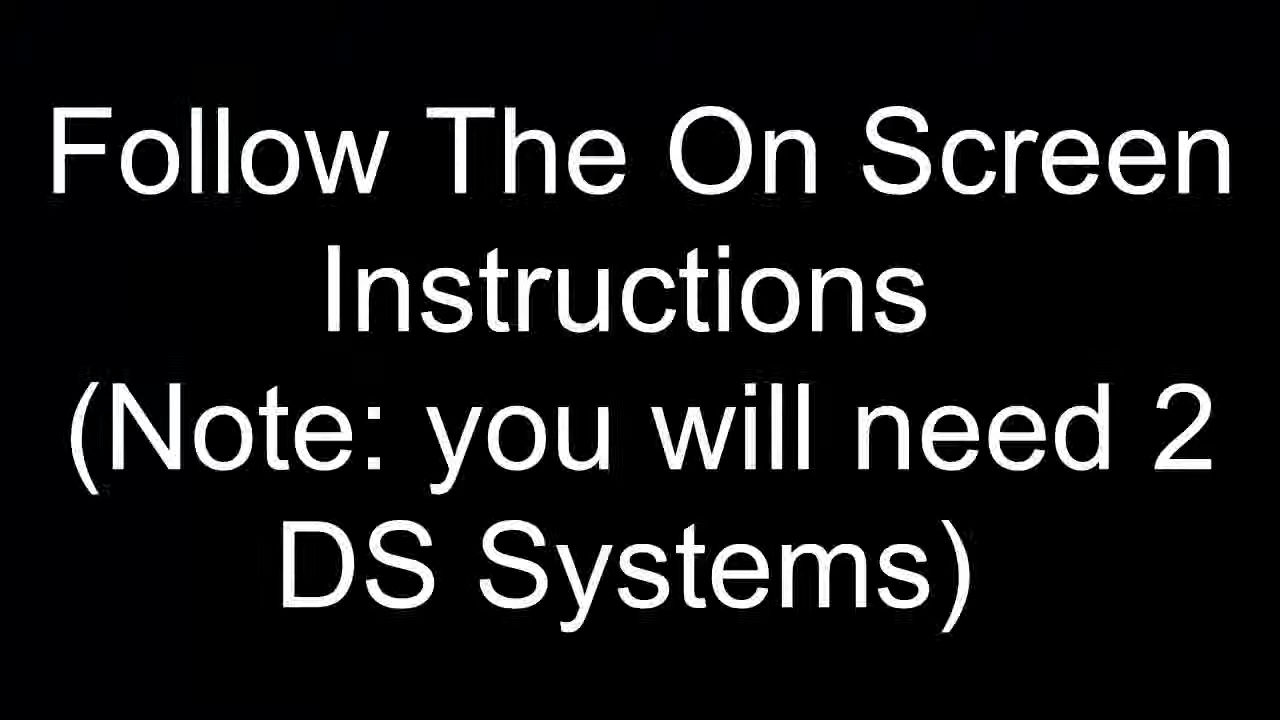 Follow The On Screen
Instructions
(Note: you will need 2
DS Systems)